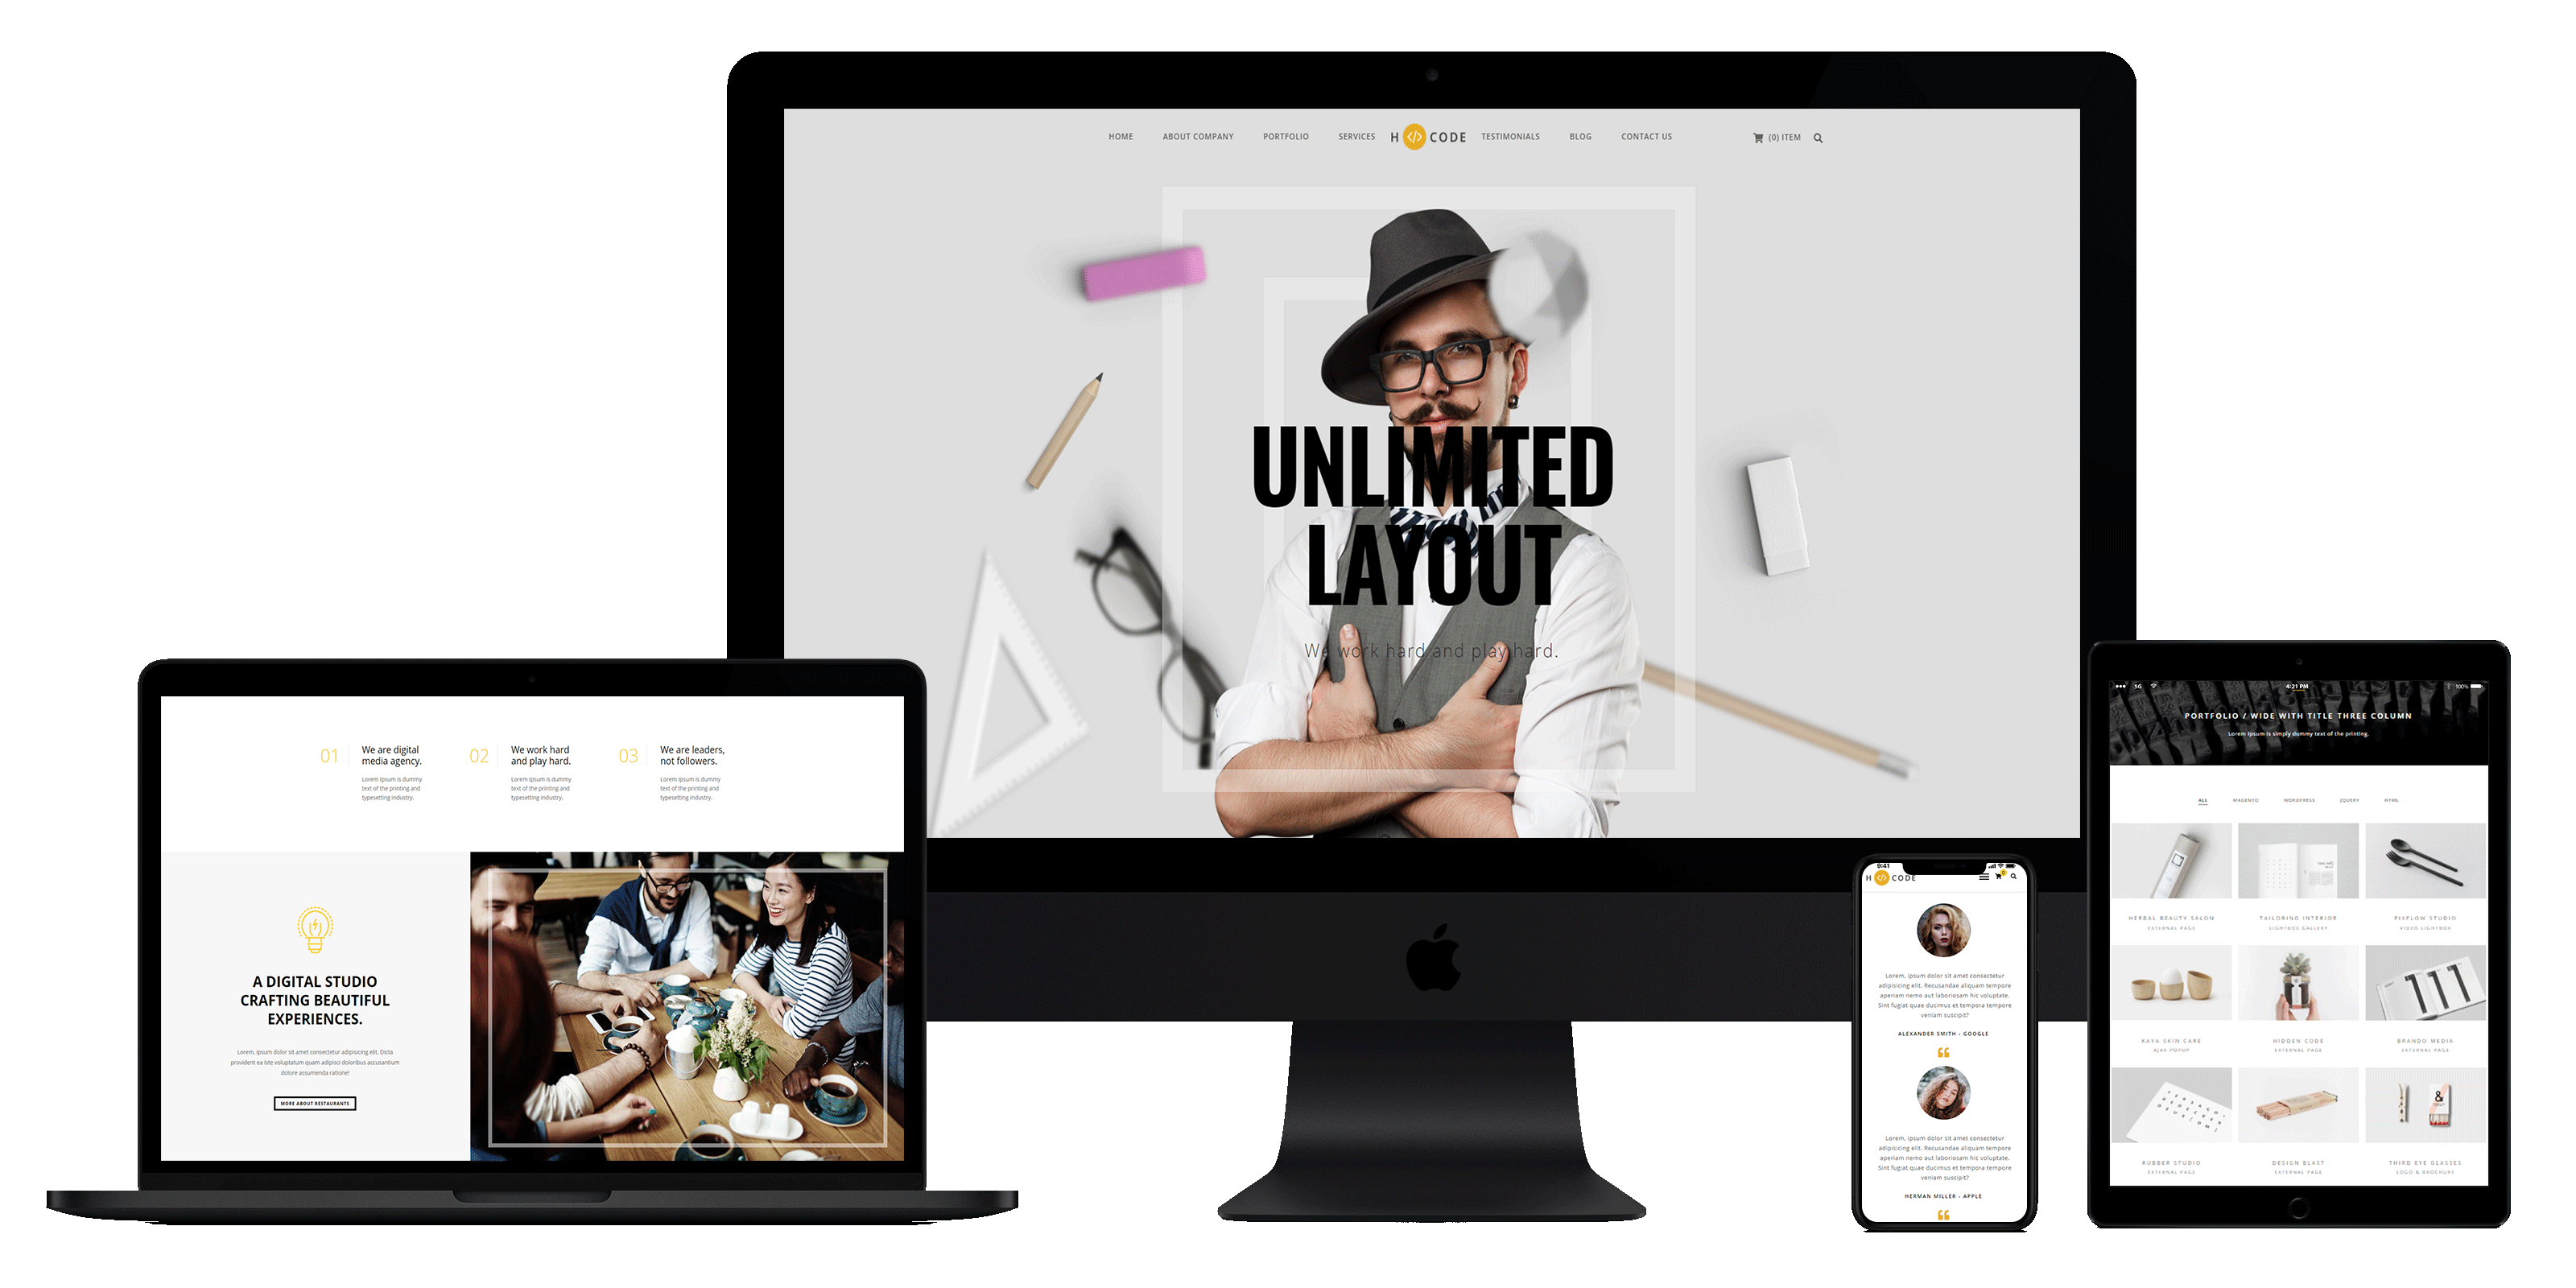 HOME ABOUT COMPANY PORTFOLIO SERVICES H </> CODE TESTIMONIALS BLOG CONTACT US (0) ITEM
UNLIMITED
LAYOUT
We work hard and play hard.
01 We are digital
media agency.
Lorem Ipsum is dummy
text of the printing and
typesetting industry.
02 We work hard
and play hard.
Lorem Ipsum is dummy
text of the printing and
typesetting industry.
03 We are leaders,
not followers.
Lorem Ipsum is dummy
text of the printing and
typesetting industry.
A DIGITAL STUDIO
CRAFTING BEAUTIFUL
EXPERIENCES.
Lorem, ipsum dolor sit amet consectetur adipisicing elit. Dicta
provident ea iste voluptatum quam adipisci doloribus accusantium
dolore assumenda ratione!
MORE ABOUT RESTAURANTS
9:41
H </> CODE 0
Lorem, ipsum dolor sit amet consectetur
adipisicing elit. Recusandae aliquam tempore
aperiam nemo aut laboriosam hic voluptate.
Sint fugiat quae ducimus et tempora tempore
veniam suscipit?
ALEXANDER SMITH - GOOGLE
Lorem, ipsum dolor sit amet consectetur
adipisicing elit. Recusandae aliquam tempore
aperiam nemo aut laboriosam hic voluptate.
Sint fugiat quae ducimus et tempora tempore
veniam suscipit?
HERMAN MILLER - APPLE
5G 4:21 PM 100%
PORTFOLIO / WIDE WITH TITLE THREE COLUMN
Lorem Ipsum is simply dummy text of the printing.
ALL MAGENTO WORDPRESS JQUERY HTML
HERBAL BEAUTY SALON
EXTERNAL PAGE
TAILORING INTERIOR
LIGHTBOX GALLERY
PIXFLOW STUDIO
VIDEO LIGHTBOX
KAYA SKIN CARE
AJAX POPUP
HIDDEN CODE
EXTERNAL PAGE
BRANDO MEDIA
EXTERNAL PAGE
&
RUBBER STUDIO
EXTERNAL PAGE
DESIGN BLAST
EXTERNAL PAGE
THIRD EYE GLASSES
LOGO & BROCHURES